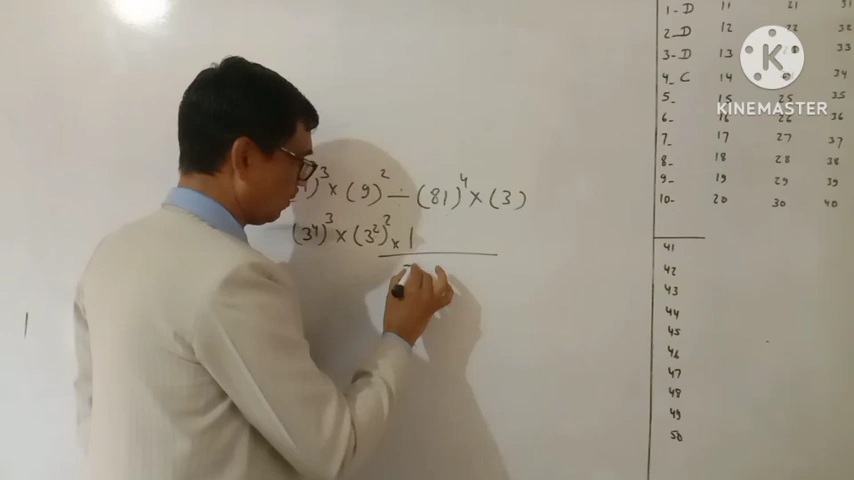 )³ × (9)² ÷ (81)⁴ × (3)
(3⁴)³ × (3²)² × 1
1 - D 11 21 31
2 - D 12 22 32
3 - D 13 33
4 - C 14 34
5 - 15 25 35
6 - 16 26 36
7 - 17 27 37
8 - 18 28 38
9 - 19 29 39
10 - 20 30 40
41
42
43
44
45
46
47
48
49
50
KINEMASTER